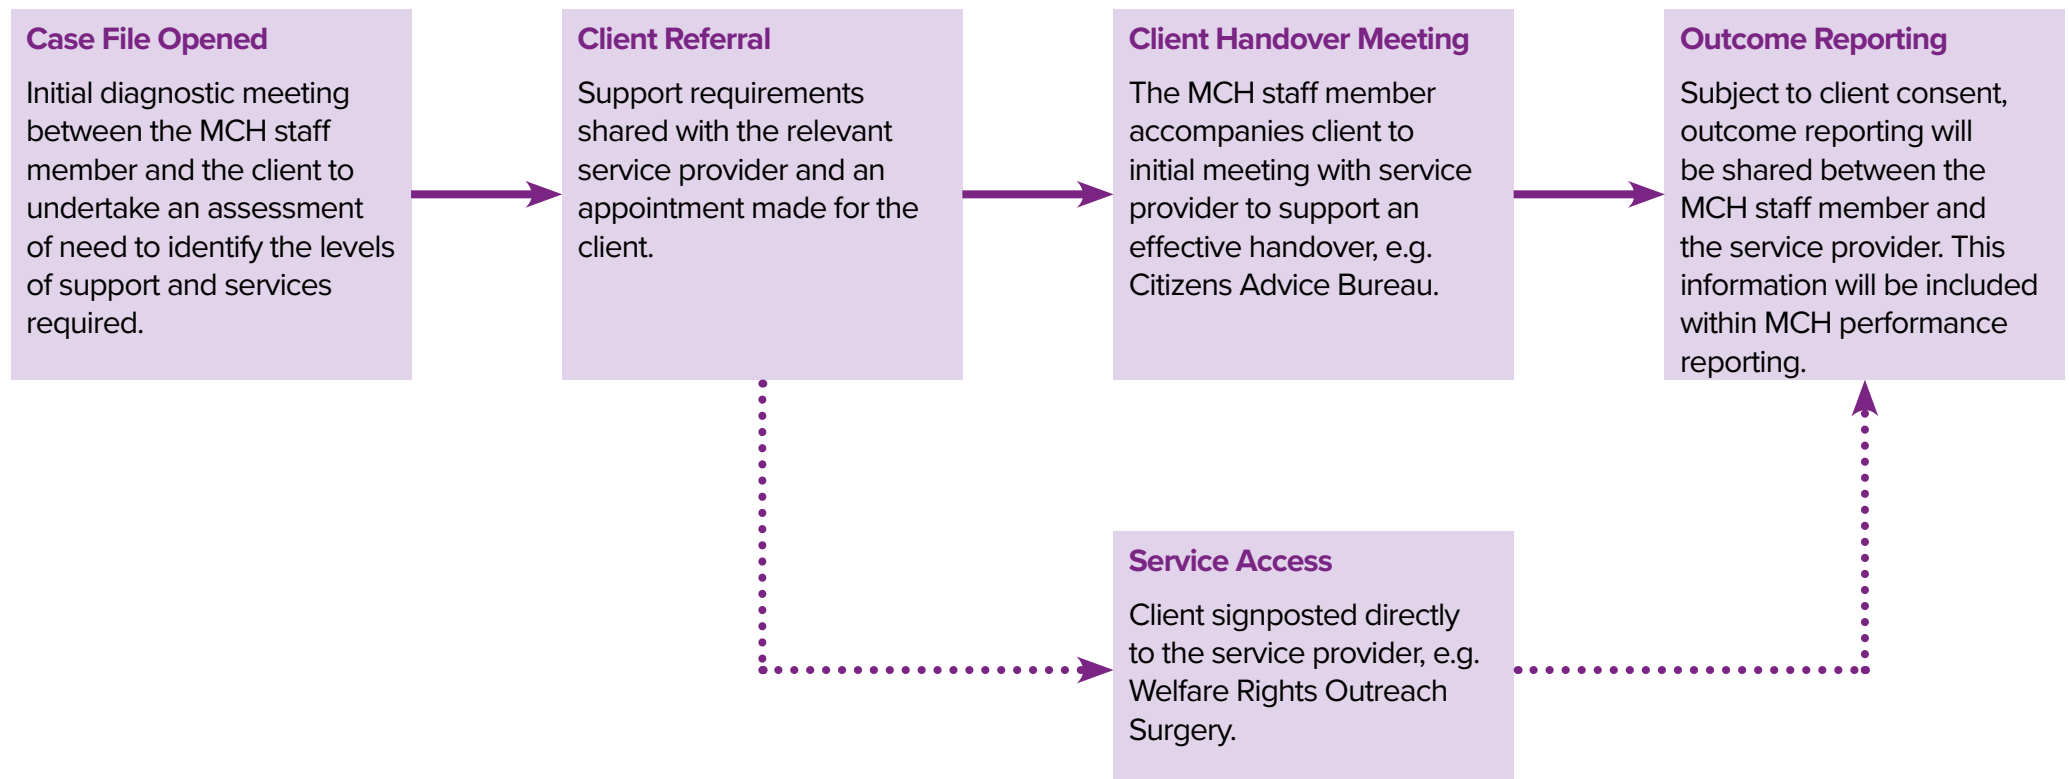 Case File Opened
Initial diagnostic meeting
between the MCH staff
member and the client to
undertake an assessment
of need to identify the levels
of support and services
required.
Client Referral
Support requirements
shared with the relevant
service provider and an
appointment made for the
client.
Client Handover Meeting
The MCH staff member
accompanies client to
initial meeting with service
provider to support an
effective handover, e.g.
Citizens Advice Bureau.
Outcome Reporting
Subject to client consent,
outcome reporting will
be shared between the
MCH staff member and
the service provider. This
information will be included
within MCH performance
reporting.
Service Access
Client signposted directly
to the service provider, e.g.
Welfare Rights Outreach
Surgery.